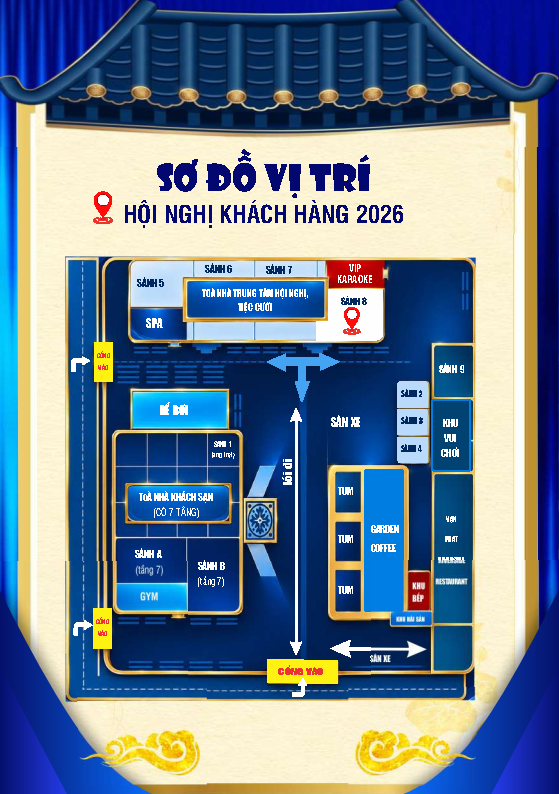 SƠ ĐỒ VỊ TRÍ
HỘI NGHỊ KHÁCH HÀNG 2026
SẢNH 5
SẢNH 6
SẢNH 7
VIP
KARAOKE
SẢNH 8
TOÀ NHÀ TRUNG TÂM HỘI NGHỊ,
TIỆC CƯỚI
SPA
CỔNG
VÀO
SẢNH 9
BỂ BƠI
SẢNH 2
SẢNH 3
SẢNH 4
SÂN XE
KHU
VUI
CHƠI
SẢNH 1
lối đi
TOÀ NHÀ KHÁCH SẠN
(CÓ 7 TẦNG)
TUM
TUM
TUM
GARDEN
COFFEE
SẢNH A
(tầng 7)
SẢNH B
(tầng 7)
GYM
RESTAURANT
KHU
BẾP
KHU HẢI SẢN
CỔNG
VÀO
SÂN XE
CỔNG VÀO